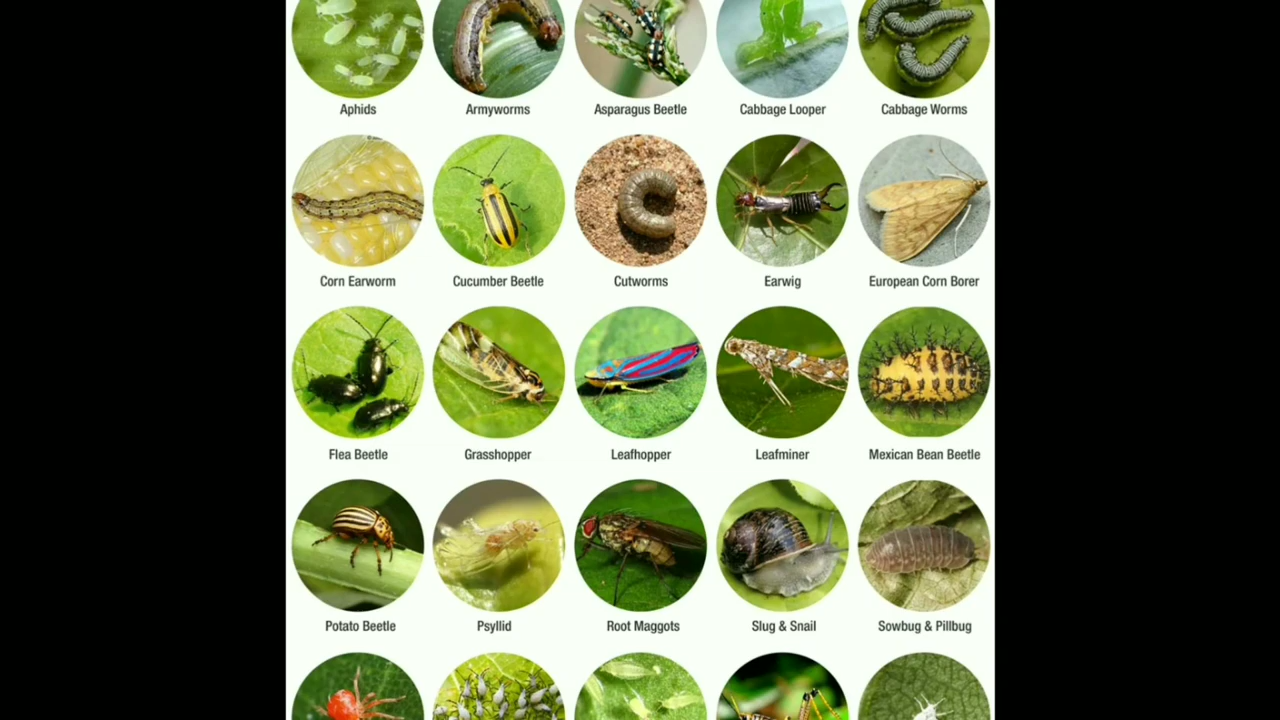 Aphids
Armyworms
Asparagus Beetle
Cabbage Looper
Cabbage Worms
Corn Earworm
Cucumber Beetle
Cutworms
Earwig
European Corn Borer
Flea Beetle
Grasshopper
Leafhopper
Leafminer
Mexican Bean Beetle
Potato Beetle
Psyllid
Root Maggots
Slug & Snail
Sowbug & Pillbug